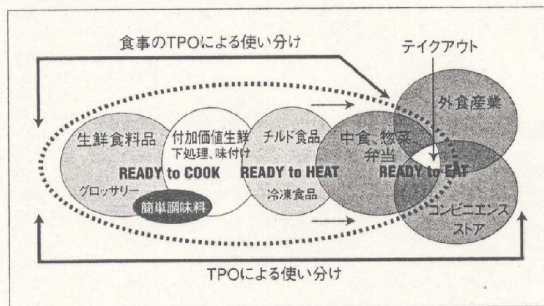 食事のTPOによる使い分け
テイクアウト
外食産業
生鮮食料品
付加価値生鮮
下処理、味付け
チルド食品
中食、惣菜
弁当
READY to COOK
READY to HEAT
READY to EAT
グロッサリー
簡単調味料
冷凍食品
コンビニエンス
ストア
TPOによる使い分け